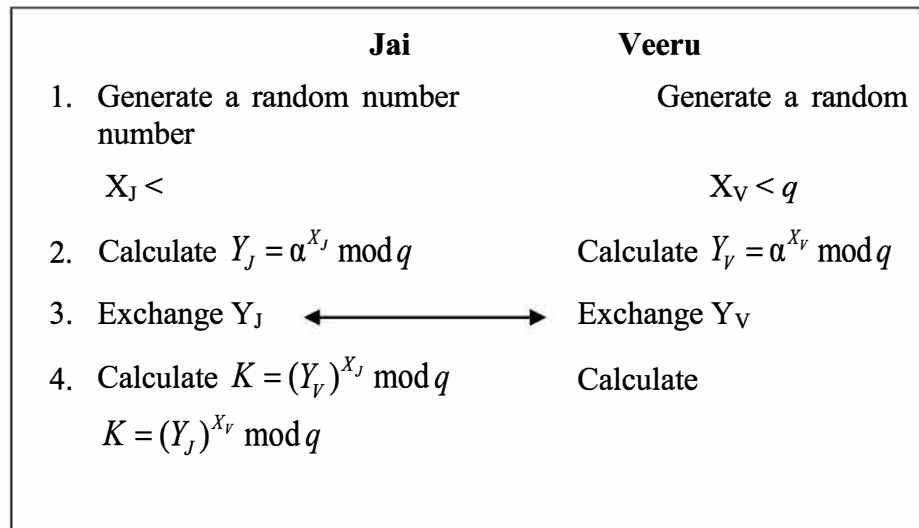 Jai Veeru
1. Generate a random number Generate a random
number
X_J < X_V < q
2. Calculate Y_J = α^{X_J} mod q Calculate Y_V = α^{X_V} mod q
3. Exchange Y_J Exchange Y_V
4. Calculate K = (Y_V)^{X_J} mod q Calculate
K = (Y_J)^{X_V} mod q